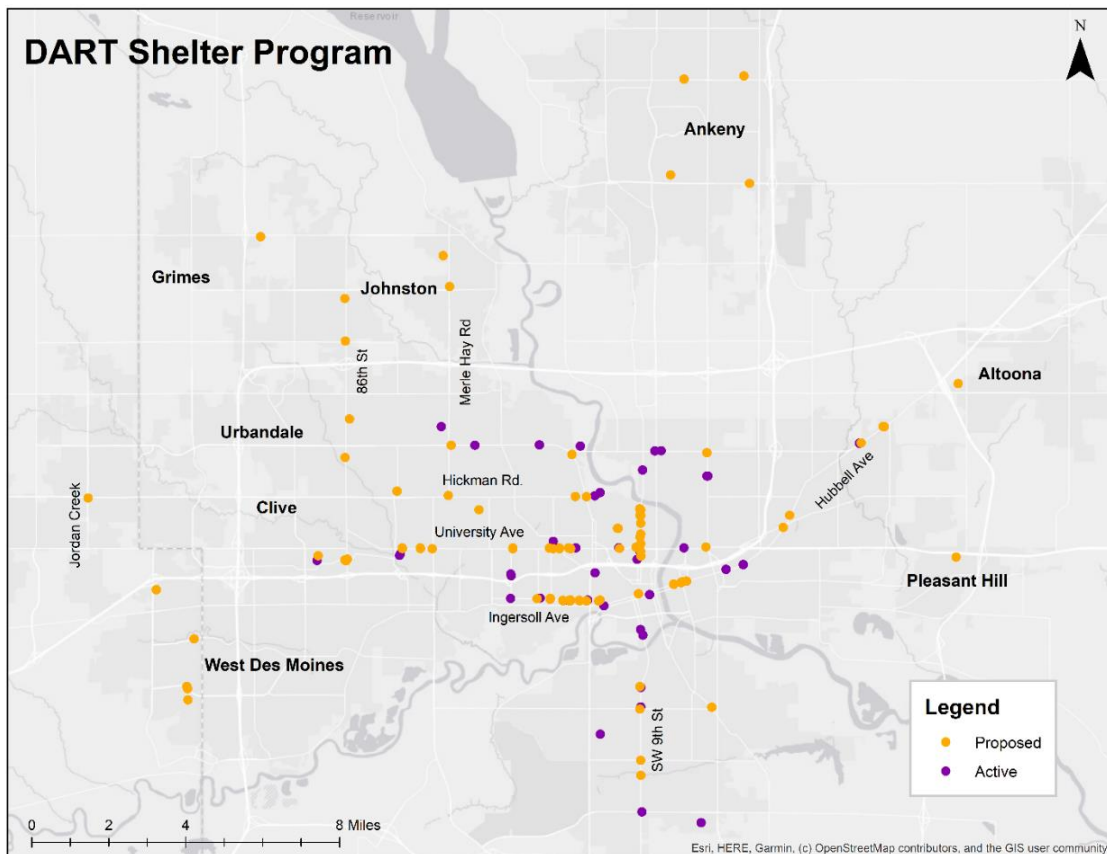 Reservoir
DART Shelter Program
N
Ankeny
Grimes
Johnston
Merle Hay Rd
86th St
Altoona
Urbandale
Hickman Rd.
Hubbell Ave
Clive
University Ave
Jordan Creek
Pleasant Hill
Ingersoll Ave
West Des Moines
SW 9th St
Legend
Proposed
Active
0 2 4 8 Miles
Esri, HERE, Garmin, (c) OpenStreetMap contributors, and the GIS user community